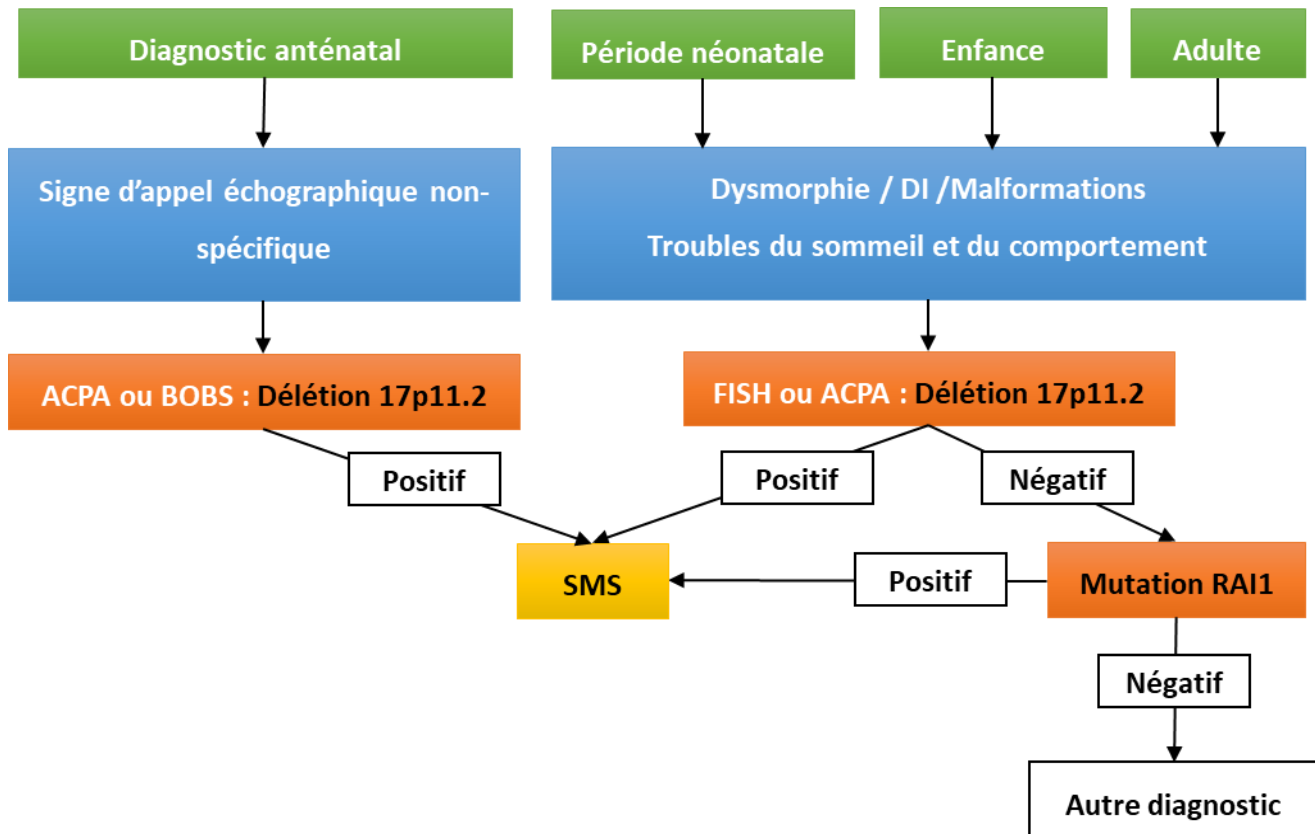 Diagnostic anténatal
Période néonatale
Enfance
Adulte
Signe d'appel échographique non-
spécifique
Dysmorphie / DI /Malformations
Troubles du sommeil et du comportement
ACPA ou BOBS : Délétion 17p11.2
FISH ou ACPA : Délétion 17p11.2
Positif
Positif
Négatif
SMS
Positif
Mutation RAI1
Négatif
Autre diagnostic